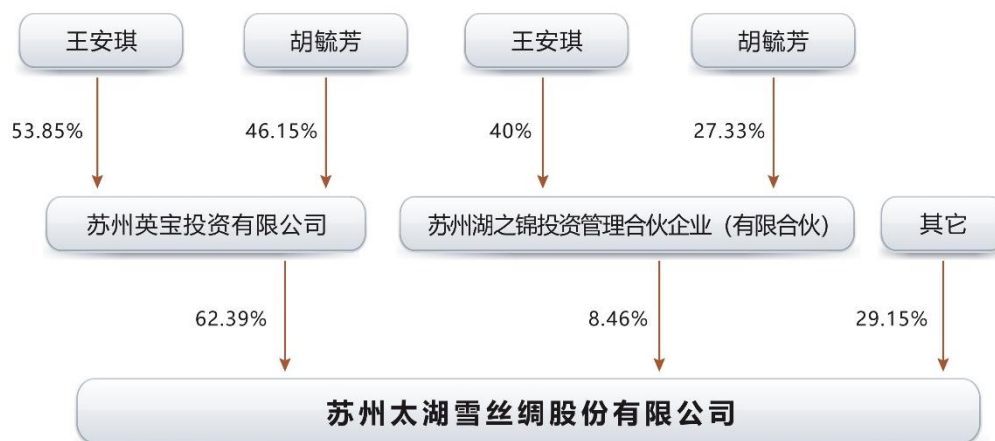 王安琪
胡毓芳
王安琪
胡毓芳
53.85%
46.15%
40%
27.33%
苏州英宝投资有限公司
苏州湖之锦投资管理合伙企业（有限合伙）
其它
62.39%
8.46%
29.15%
苏州太湖雪丝绸股份有限公司